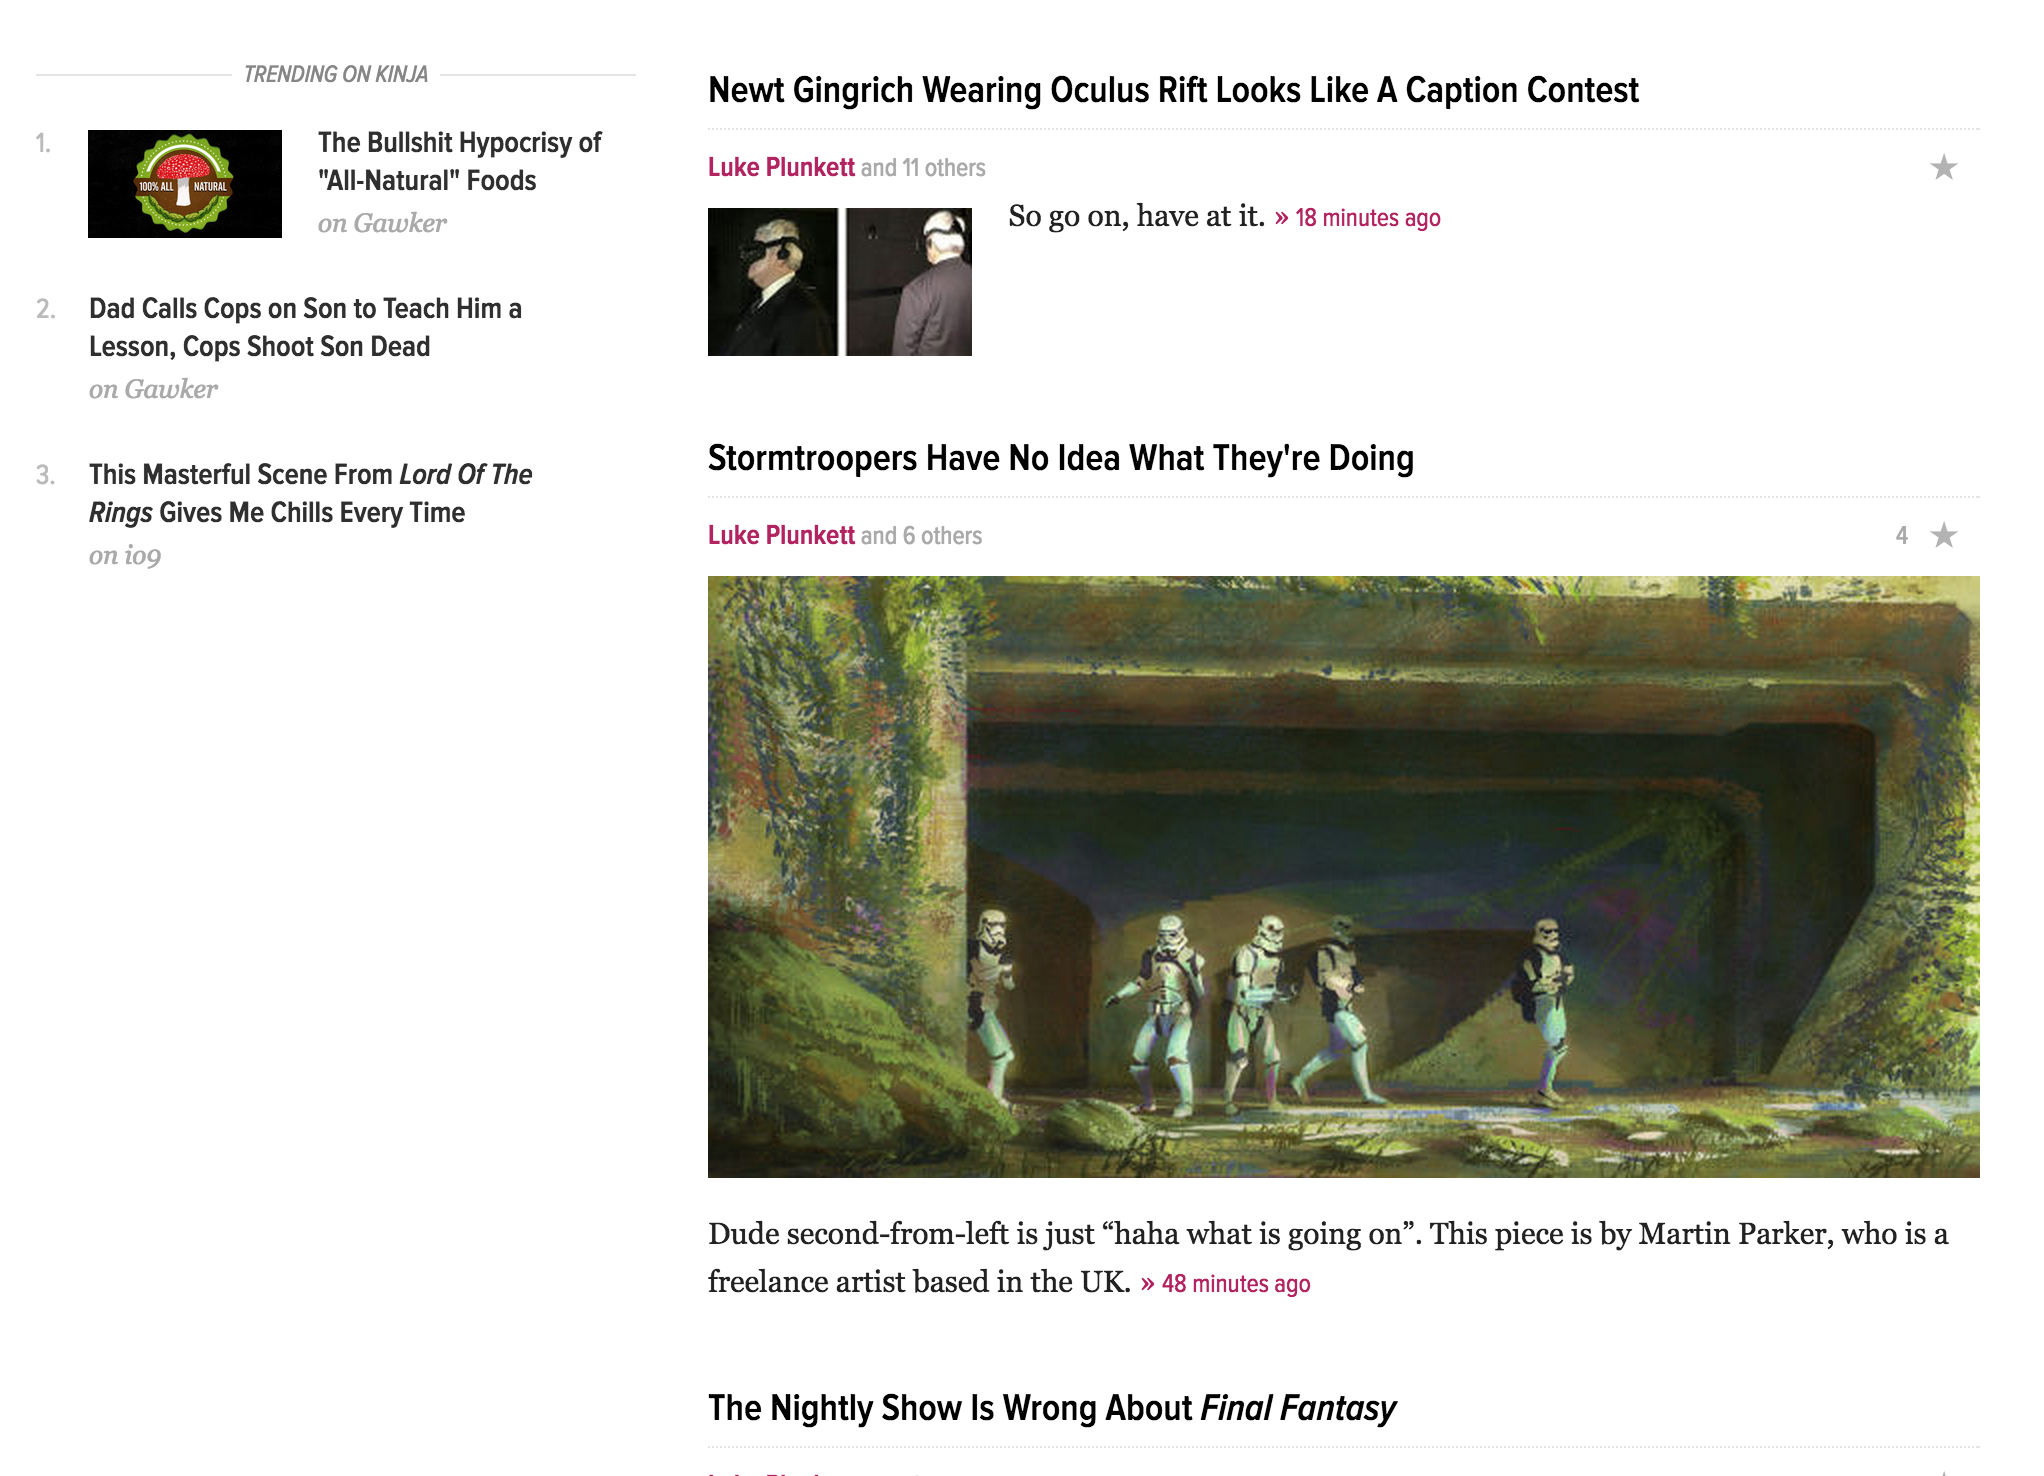 TRENDING ON KINJA
1.
100% ALL NATURAL
The Bullshit Hypocrisy of
"All-Natural" Foods
on Gawker
2.
Dad Calls Cops on Son to Teach Him a
Lesson, Cops Shoot Son Dead
on Gawker
3.
This Masterful Scene From Lord Of The
Rings Gives Me Chills Every Time
on io9
Newt Gingrich Wearing Oculus Rift Looks Like A Caption Contest
Luke Plunkett and 11 others
So go on, have at it. » 18 minutes ago
Stormtroopers Have No Idea What They're Doing
Luke Plunkett and 6 others
4
Dude second-from-left is just “haha what is going on”. This piece is by Martin Parker, who is a
freelance artist based in the UK. » 48 minutes ago
The Nightly Show Is Wrong About Final Fantasy